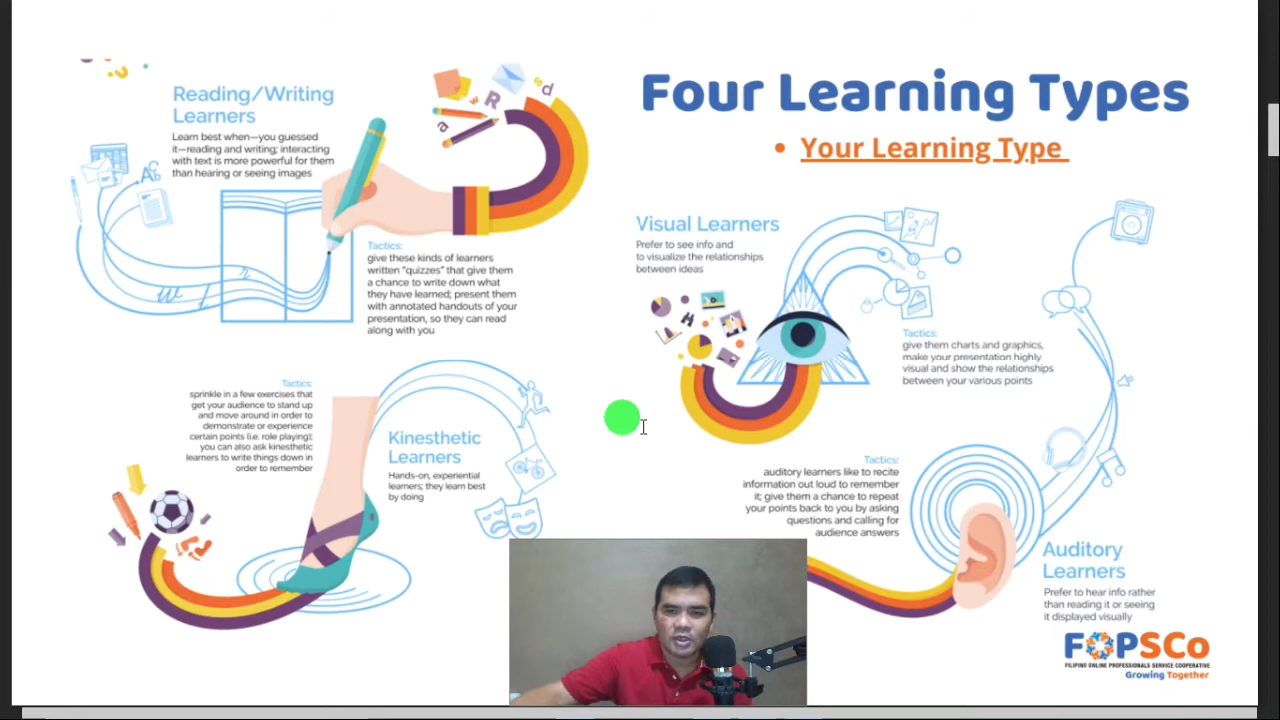 Four Learning Types
• Your Learning Type
Reading/Writing
Learners
Learn best when—you guessed
it—reading and writing; interacting
with text is more powerful for them
than hearing or seeing images
Tactics:
give these kinds of learners
written "quizzes" that give them
a chance to write down what
they have learned; present them
with annotated handouts of your
presentation, so they can read
along with you
Visual Learners
Prefer to see info and
to visualize the relationships
between ideas
Tactics:
give them charts and graphics,
make your presentation highly
visual and show the relationships
between your various points
Tactics:
sprinkle in a few exercises that
get your audience to stand up
and move around in order to
demonstrate or experience
certain points (i.e. role playing);
you can also ask kinesthetic
learners to write things down in
order to remember
Kinesthetic
Learners
Hands-on, experiential
learners; they learn best
by doing
Tactics:
auditory learners like to recite
information out loud to remember
it; give them a chance to repeat
your points back to you by asking
questions and calling for
audience answers
Auditory
Learners
Prefer to hear info rather
than reading it or seeing
it displayed visually
FOPSCo
FILIPINO ONLINE PROFESSIONALS SERVICE COOPERATIVE
Growing Together